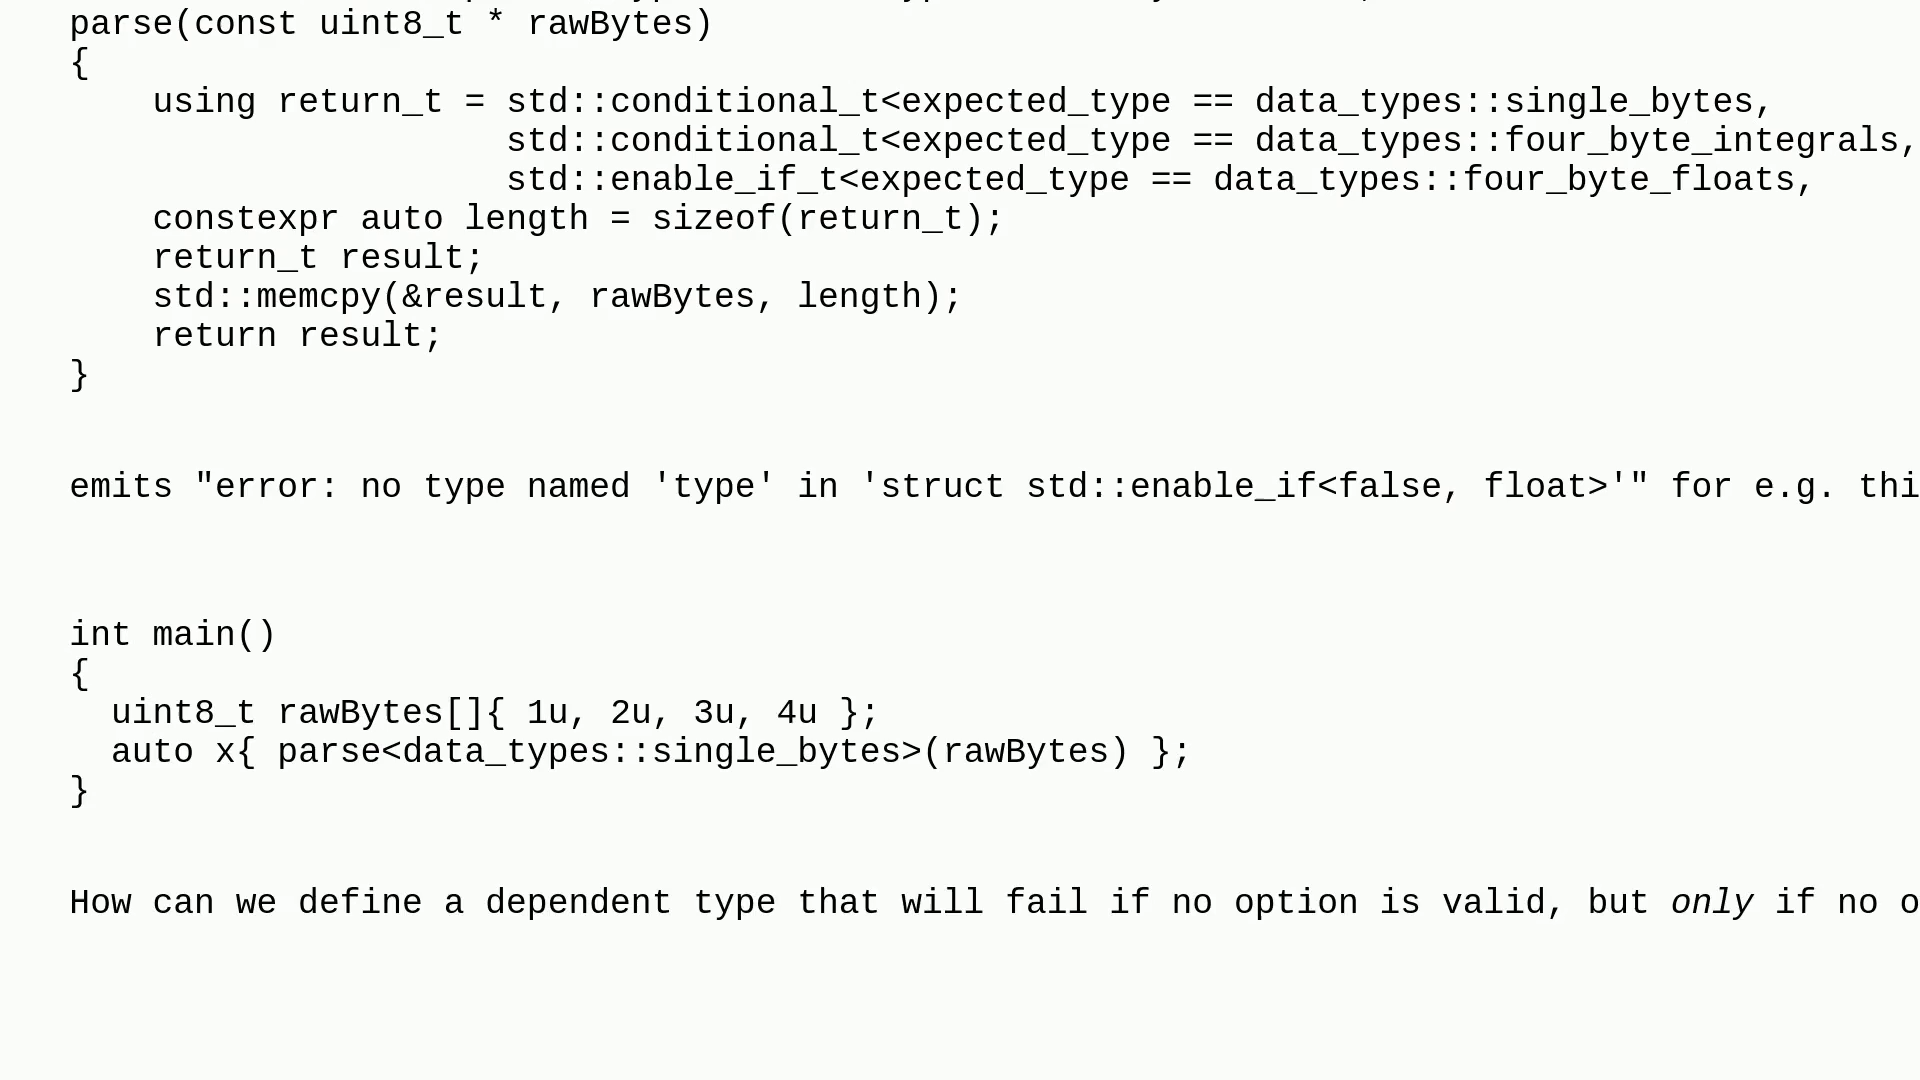 parse(const uint8_t * rawBytes)
{
using return_t = std::conditional_t<expected_type == data_types::single_bytes,
std::conditional_t<expected_type == data_types::four_byte_integrals,
std::enable_if_t<expected_type == data_types::four_byte_floats,
constexpr auto length = sizeof(return_t);
return_t result;
std::memcpy(&result, rawBytes, length);
return result;
}
emits "error: no type named 'type' in 'struct std::enable_if<false, float>'" for e.g. thi
int main()
{
uint8_t rawBytes[]{ 1u, 2u, 3u, 4u };
auto x{ parse<data_types::single_bytes>(rawBytes) };
}
How can we define a dependent type that will fail if no option is valid, but only if no o